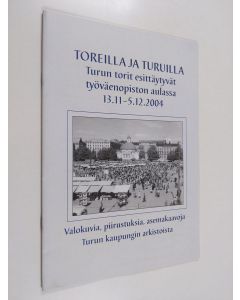 TOREILLA JA TURUILLA
Turun torit esittäytyvät
työväenopiston aulassa
13.11-5.12.2004
Valokuvia, piirustuksia, asemakaavoja
Turun kaupungin arkistoista